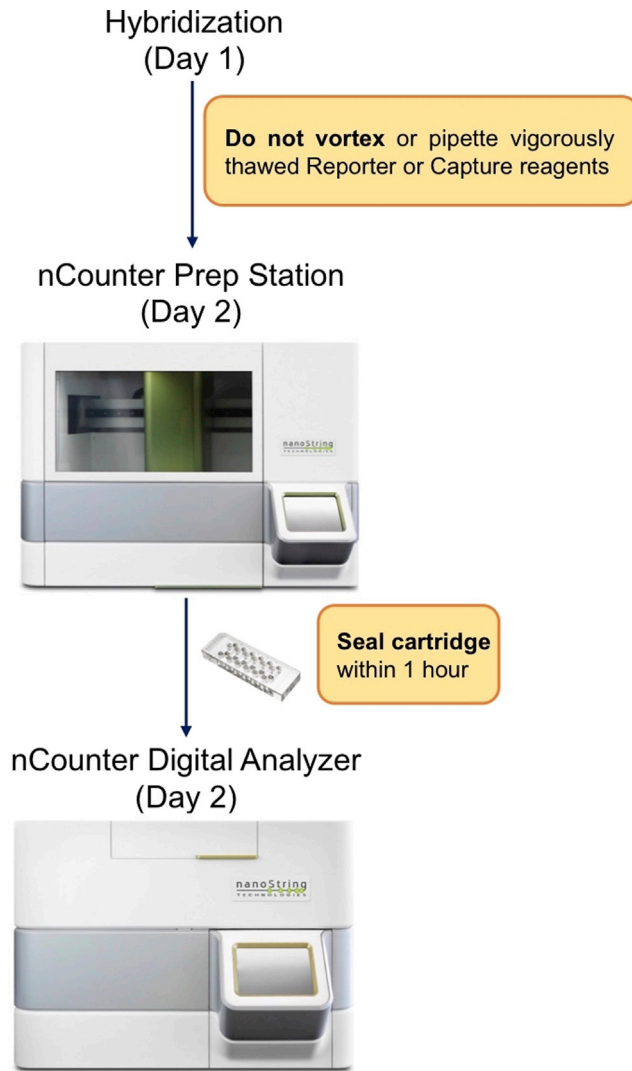 Hybridization
(Day 1)
Do not vortex or pipette vigorously
thawed Reporter or Capture reagents
nCounter Prep Station
(Day 2)
nanoString
TECHNOLOGIES
Seal cartridge
within 1 hour
nCounter Digital Analyzer
(Day 2)
nanoString
TECHNOLOGIES